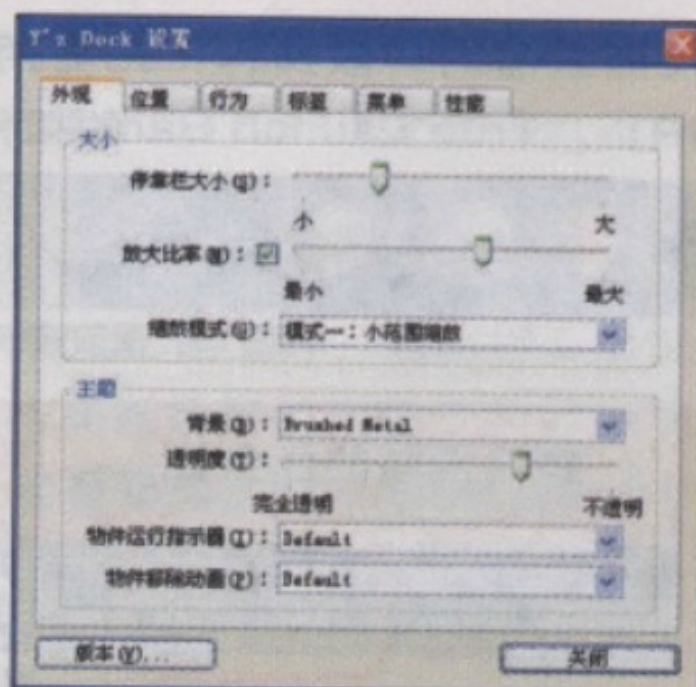 Y'z Dock 设置
外观 位置 行为 标签 菜单 性能
大小
停靠栏大小(S):
小 大
放大比率(M):
最小 最大
缩放模式(U): 模式一：小范围缩放
主题
背景(B): Brushed Metal
透明度(T):
完全透明 不透明
物件运行指示器(I): Default
物件移除动画(P): Default
版本(V)... 关闭